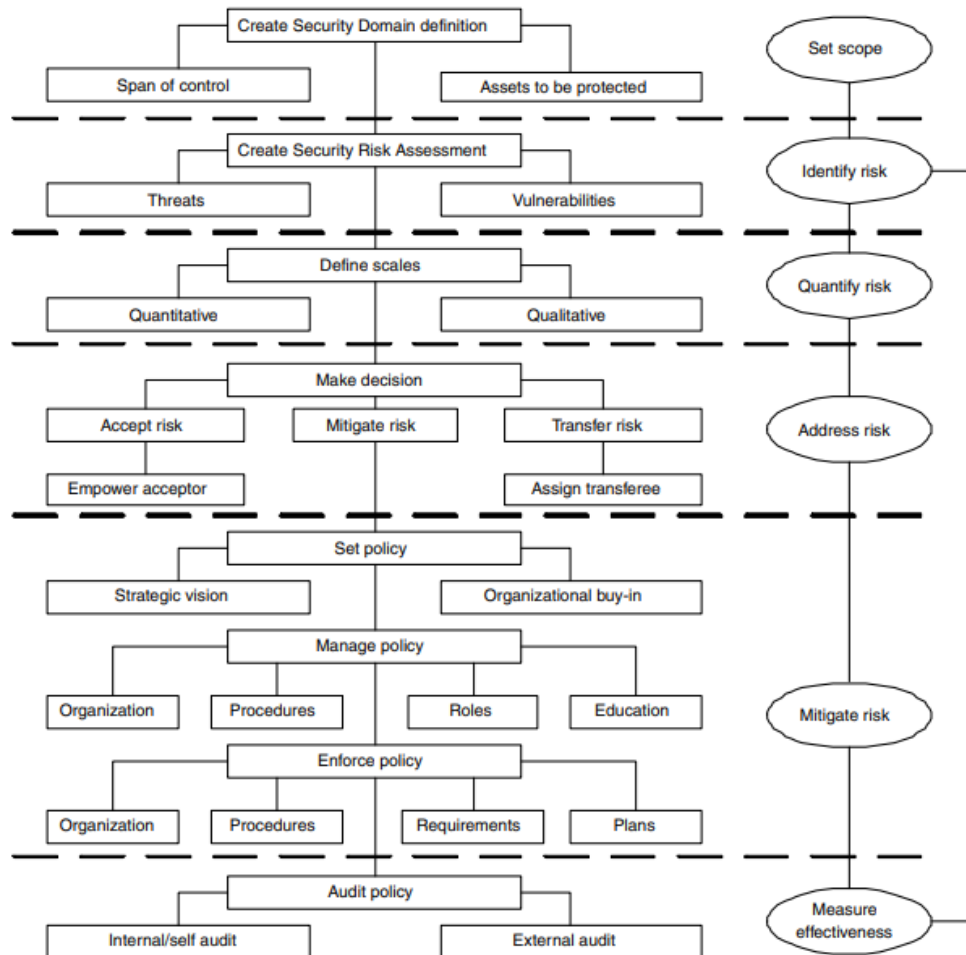 Create Security Domain definition
Set scope
Span of control
Assets to be protected
Create Security Risk Assessment
Identify risk
Threats
Vulnerabilities
Define scales
Quantify risk
Quantitative
Qualitative
Make decision
Accept risk
Mitigate risk
Transfer risk
Address risk
Empower acceptor
Assign transferee
Set policy
Strategic vision
Organizational buy-in
Manage policy
Organization
Procedures
Roles
Education
Mitigate risk
Enforce policy
Organization
Procedures
Requirements
Plans
Audit policy
Measure
effectiveness
Internal/self audit
External audit